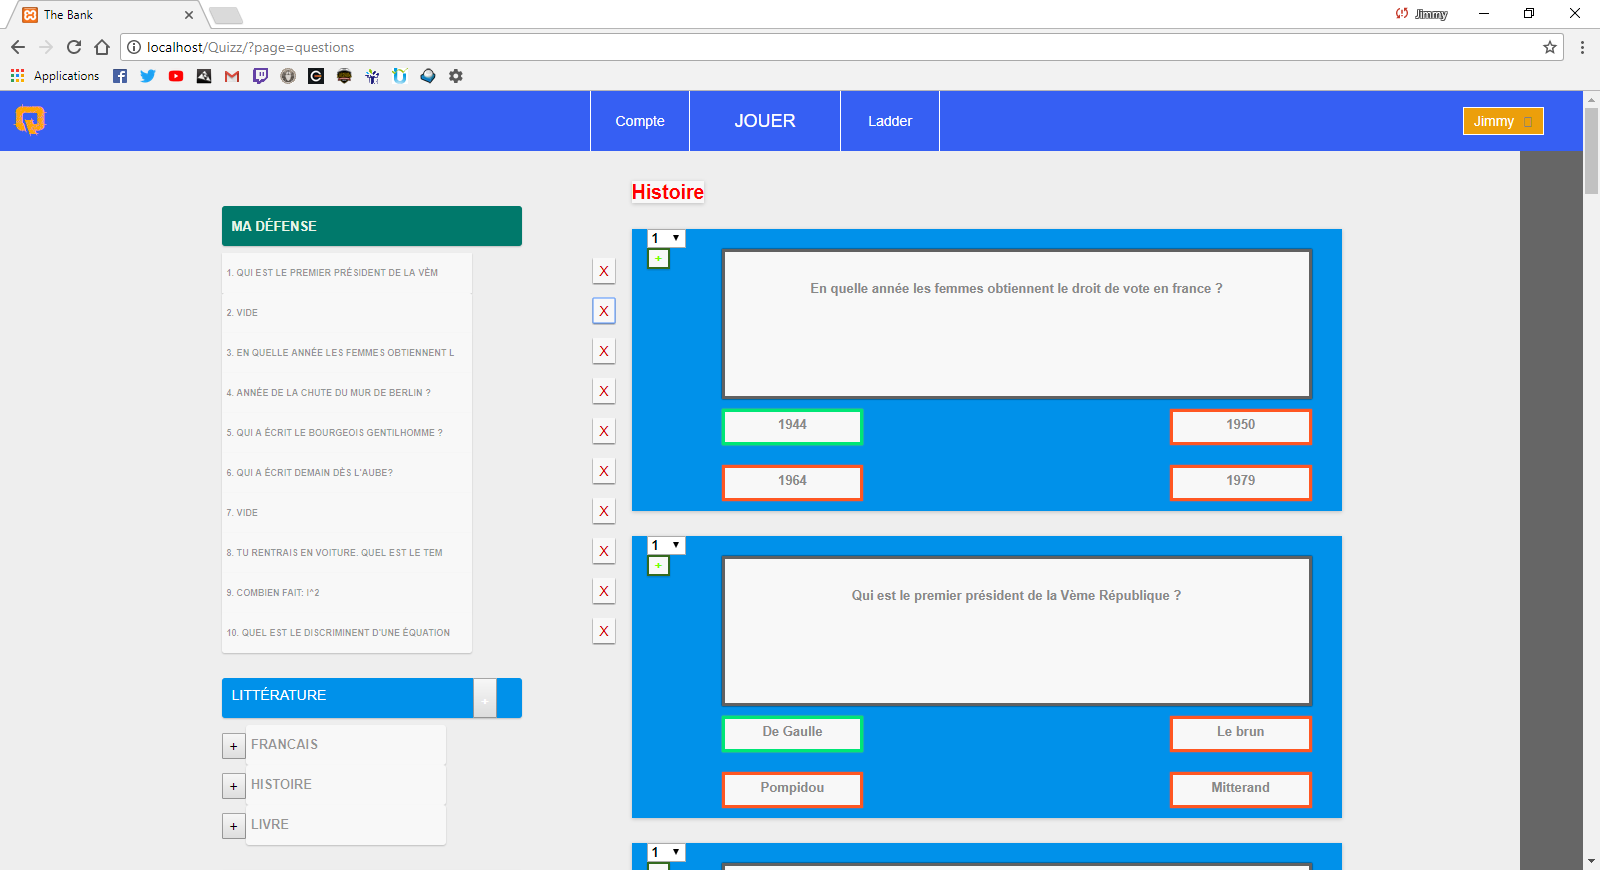 The Bank
Jimmy
localhost/Quizz/?page=questions
Applications
Compte
JOUER
Ladder
Jimmy
MA DÉFENSE
1. QUI EST LE PREMIER PRÉSIDENT DE LA VÈM
X
2. VIDE
X
3. EN QUELLE ANNÉE LES FEMMES OBTIENNENT L
X
4. ANNÉE DE LA CHUTE DU MUR DE BERLIN ?
X
5. QUI A ÉCRIT LE BOURGEOIS GENTILHOMME ?
X
6. QUI A ÉCRIT DEMAIN DÈS L'AUBE?
X
7. VIDE
X
8. TU RENTRAIS EN VOITURE. QUEL EST LE TEM
X
9. COMBIEN FAIT: I^2
X
10. QUEL EST LE DISCRIMINENT D'UNE ÉQUATION
X
LITTÉRATURE
+
+ FRANCAIS
+ HISTOIRE
+ LIVRE
Histoire
1
+
En quelle année les femmes obtiennent le droit de vote en france ?
1944
1950
1964
1979
1
+
Qui est le premier président de la Vème République ?
De Gaulle
Le brun
Pompidou
Mitterand
1